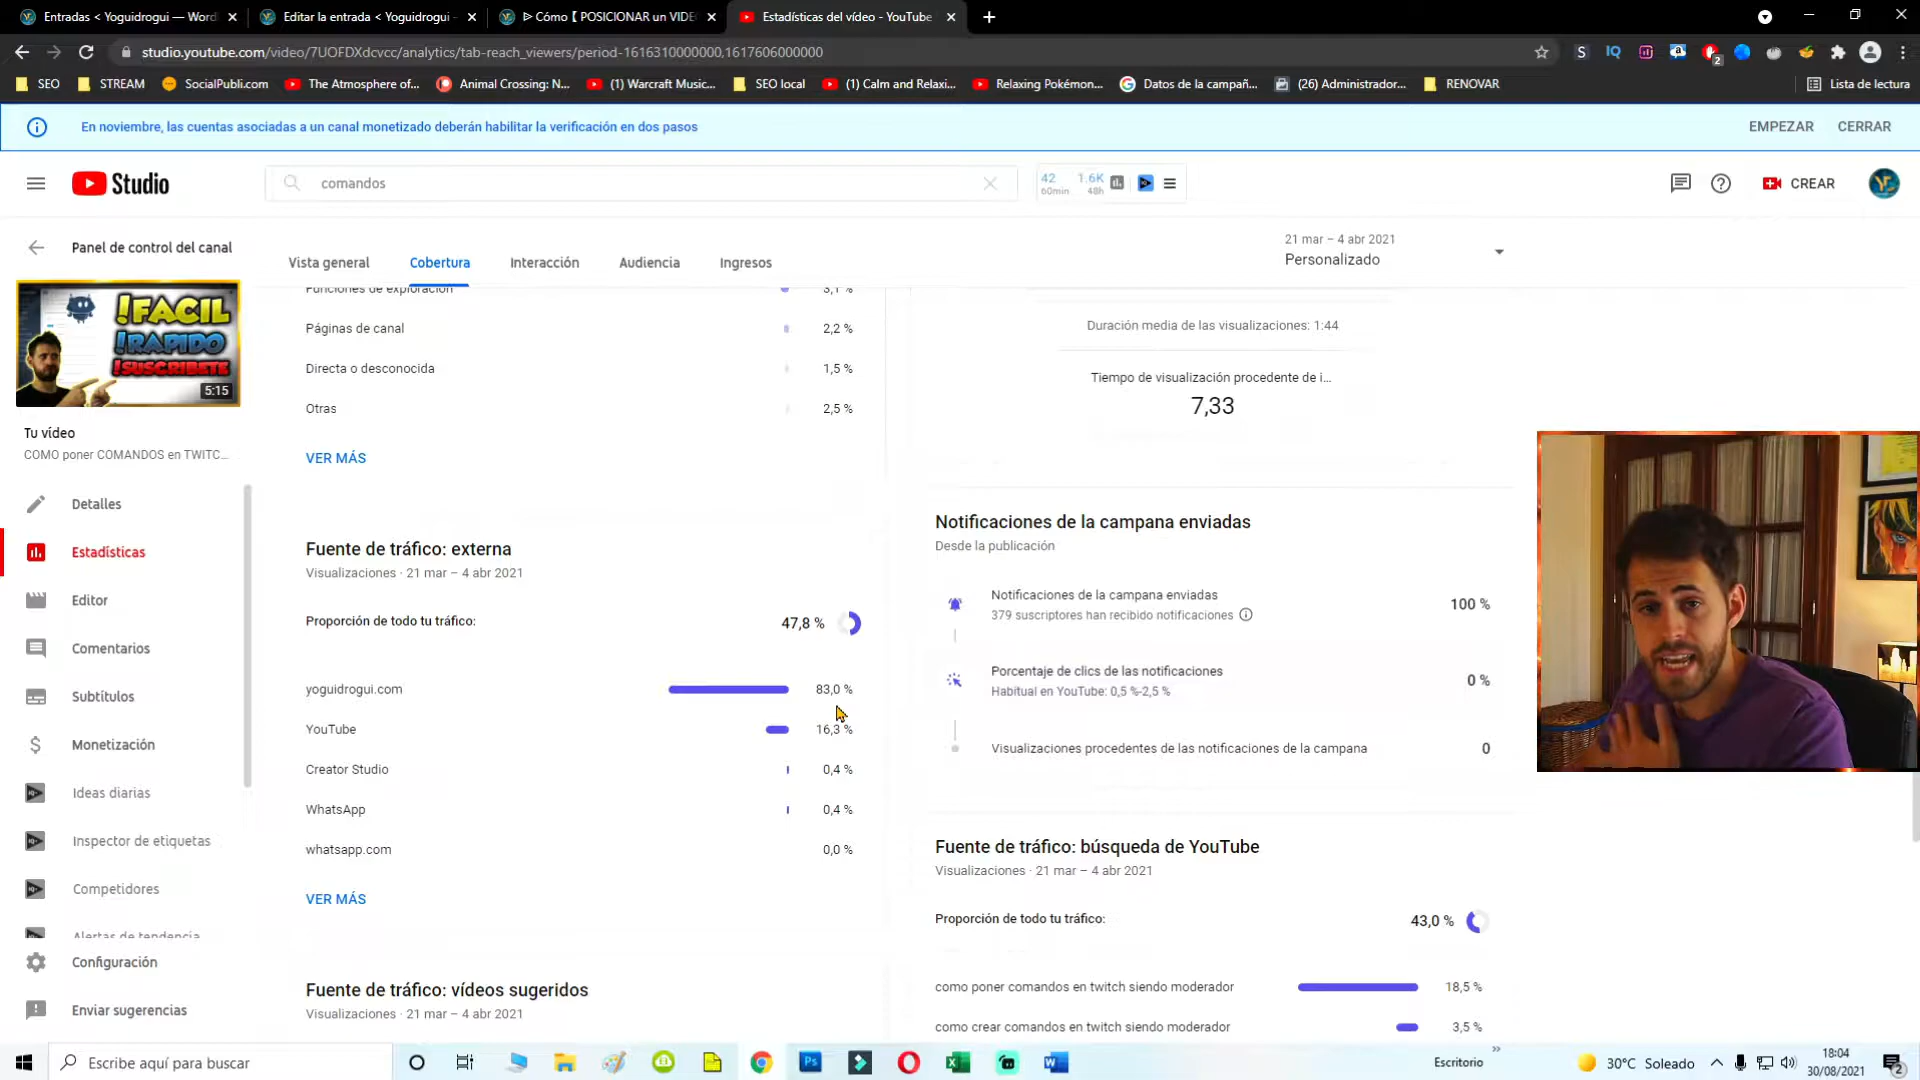 Entradas < Yoguidrogui — Word
Editar la entrada < Yoguidrogui -
ᐅ Cómo【 POSICIONAR un VIDE
Estadísticas del vídeo - YouTube
studio.youtube.com/video/7UOFDXdcvcc/analytics/tab-reach_viewers/period-1616310000000,1617606000000
SEO
STREAM
SocialPubli.com
The Atmosphere of...
Animal Crossing: N...
(1) Warcraft Music...
SEO local
(1) Calm and Relaxi...
Relaxing Pokémon...
Datos de la campañ...
(26) Administrador...
RENOVAR
Lista de lectura
En noviembre, las cuentas asociadas a un canal monetizado deberán habilitar la verificación en dos pasos
EMPEZAR
CERRAR
Studio
comandos
42
60min
1.6K
48h
CREAR
Panel de control del canal
Vista general
Cobertura
Interacción
Audiencia
Ingresos
21 mar – 4 abr 2021
Personalizado
!FACIL
!RAPIDO
!SUSCRIBETE
5:15
Tu vídeo
COMO poner COMANDOS en TWITC...
Detalles
Estadísticas
Editor
Comentarios
Subtítulos
Monetización
Ideas diarias
Inspector de etiquetas
Competidores
Alertas de tendencia
Configuración
Enviar sugerencias
Funciones de exploración 3,1 %
Páginas de canal 2,2 %
Directa o desconocida 1,5 %
Otras 2,5 %
VER MÁS
Fuente de tráfico: externa
Visualizaciones · 21 mar – 4 abr 2021
Proporción de todo tu tráfico: 47,8 %
yoguidrogui.com 83,0 %
YouTube 16,3 %
Creator Studio 0,4 %
WhatsApp 0,4 %
whatsapp.com 0,0 %
VER MÁS
Fuente de tráfico: vídeos sugeridos
Visualizaciones · 21 mar – 4 abr 2021
Duración media de las visualizaciones: 1:44
Tiempo de visualización procedente de i...
7,33
Notificaciones de la campana enviadas
Desde la publicación
Notificaciones de la campana enviadas 100 %
379 suscriptores han recibido notificaciones
Porcentaje de clics de las notificaciones 0 %
Habitual en YouTube: 0,5 %-2,5 %
Visualizaciones procedentes de las notificaciones de la campana 0
Fuente de tráfico: búsqueda de YouTube
Visualizaciones · 21 mar – 4 abr 2021
Proporción de todo tu tráfico: 43,0 %
como poner comandos en twitch siendo moderador 18,5 %
como crear comandos en twitch siendo moderador 3,5 %
Escribe aquí para buscar
Escritorio
30°C Soleado
18:04
30/08/2021
2